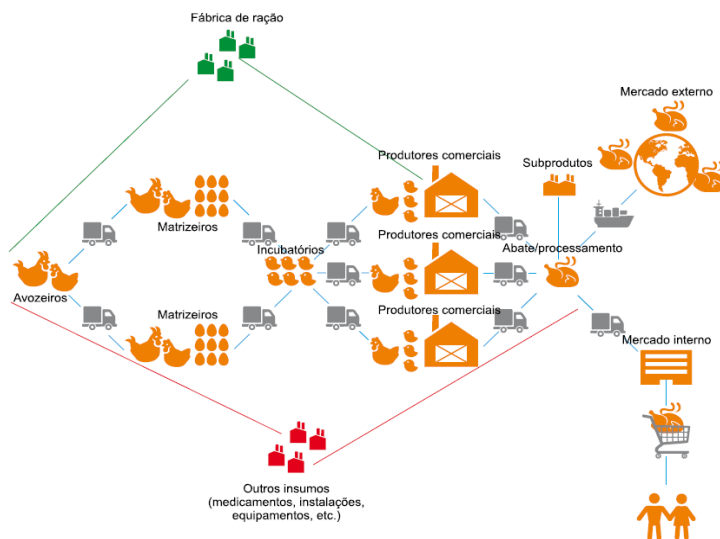 Fábrica de ração
Mercado externo
Produtores comerciais
Subprodutos
Matrizeiros
Produtores comerciais
Abate/processamento
Incubatórios
Avozeiros
Matrizeiros
Produtores comerciais
Mercado interno
Outros insumos
(medicamentos, instalações,
equipamentos, etc.)